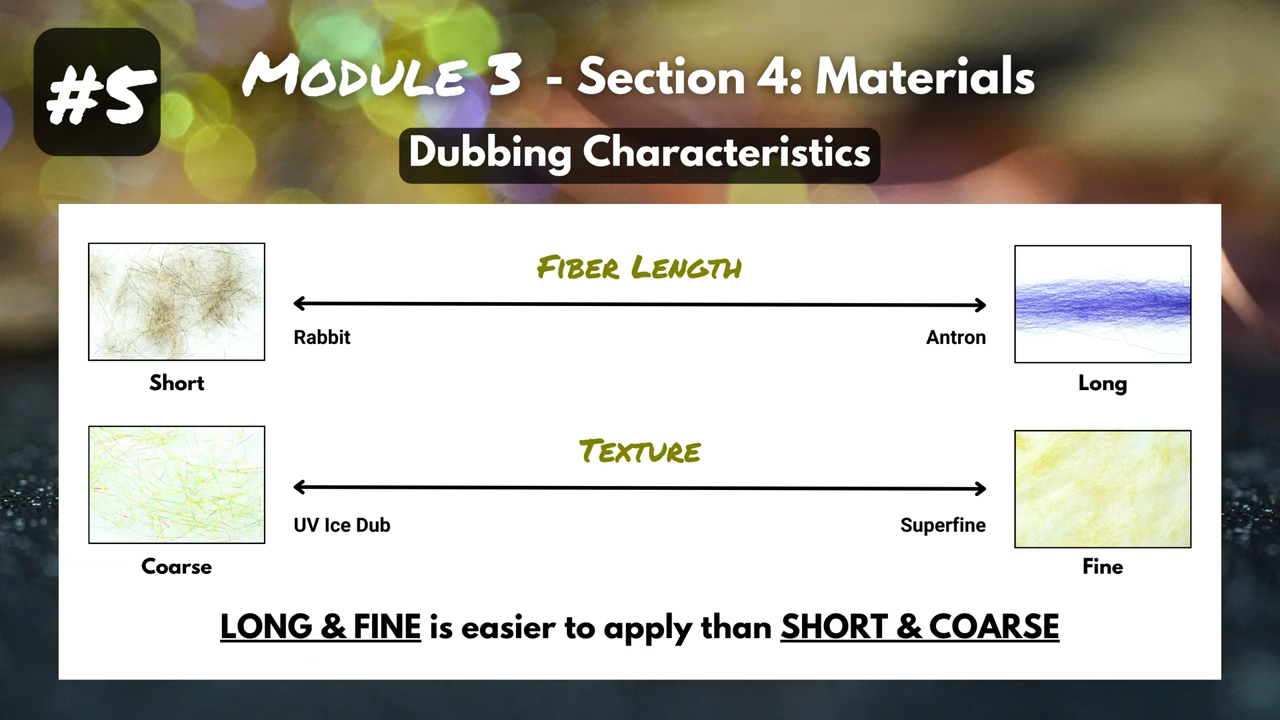 #5
Module 3 - Section 4: Materials
Dubbing Characteristics
Fiber Length
Rabbit
Antron
Short
Long
Texture
UV Ice Dub
Superfine
Coarse
Fine
LONG & FINE is easier to apply than SHORT & COARSE